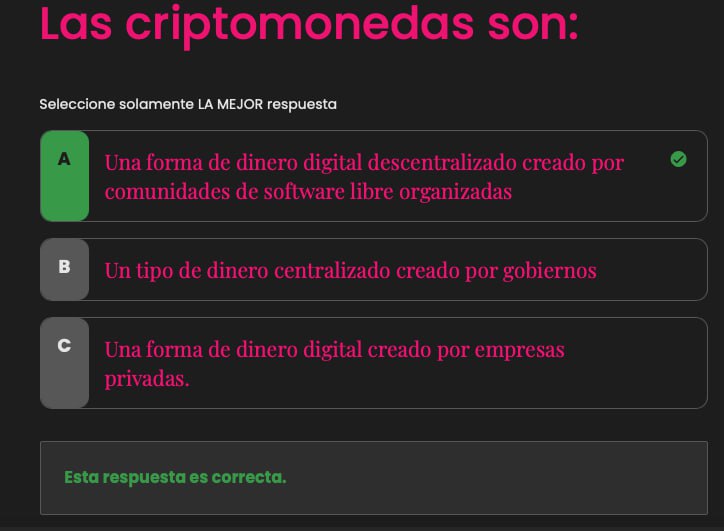 Las criptomonedas son:
Seleccione solamente LA MEJOR respuesta
A
Una forma de dinero digital descentralizado creado por
comunidades de software libre organizadas
B
Un tipo de dinero centralizado creado por gobiernos
C
Una forma de dinero digital creado por empresas
privadas.
Esta respuesta es correcta.